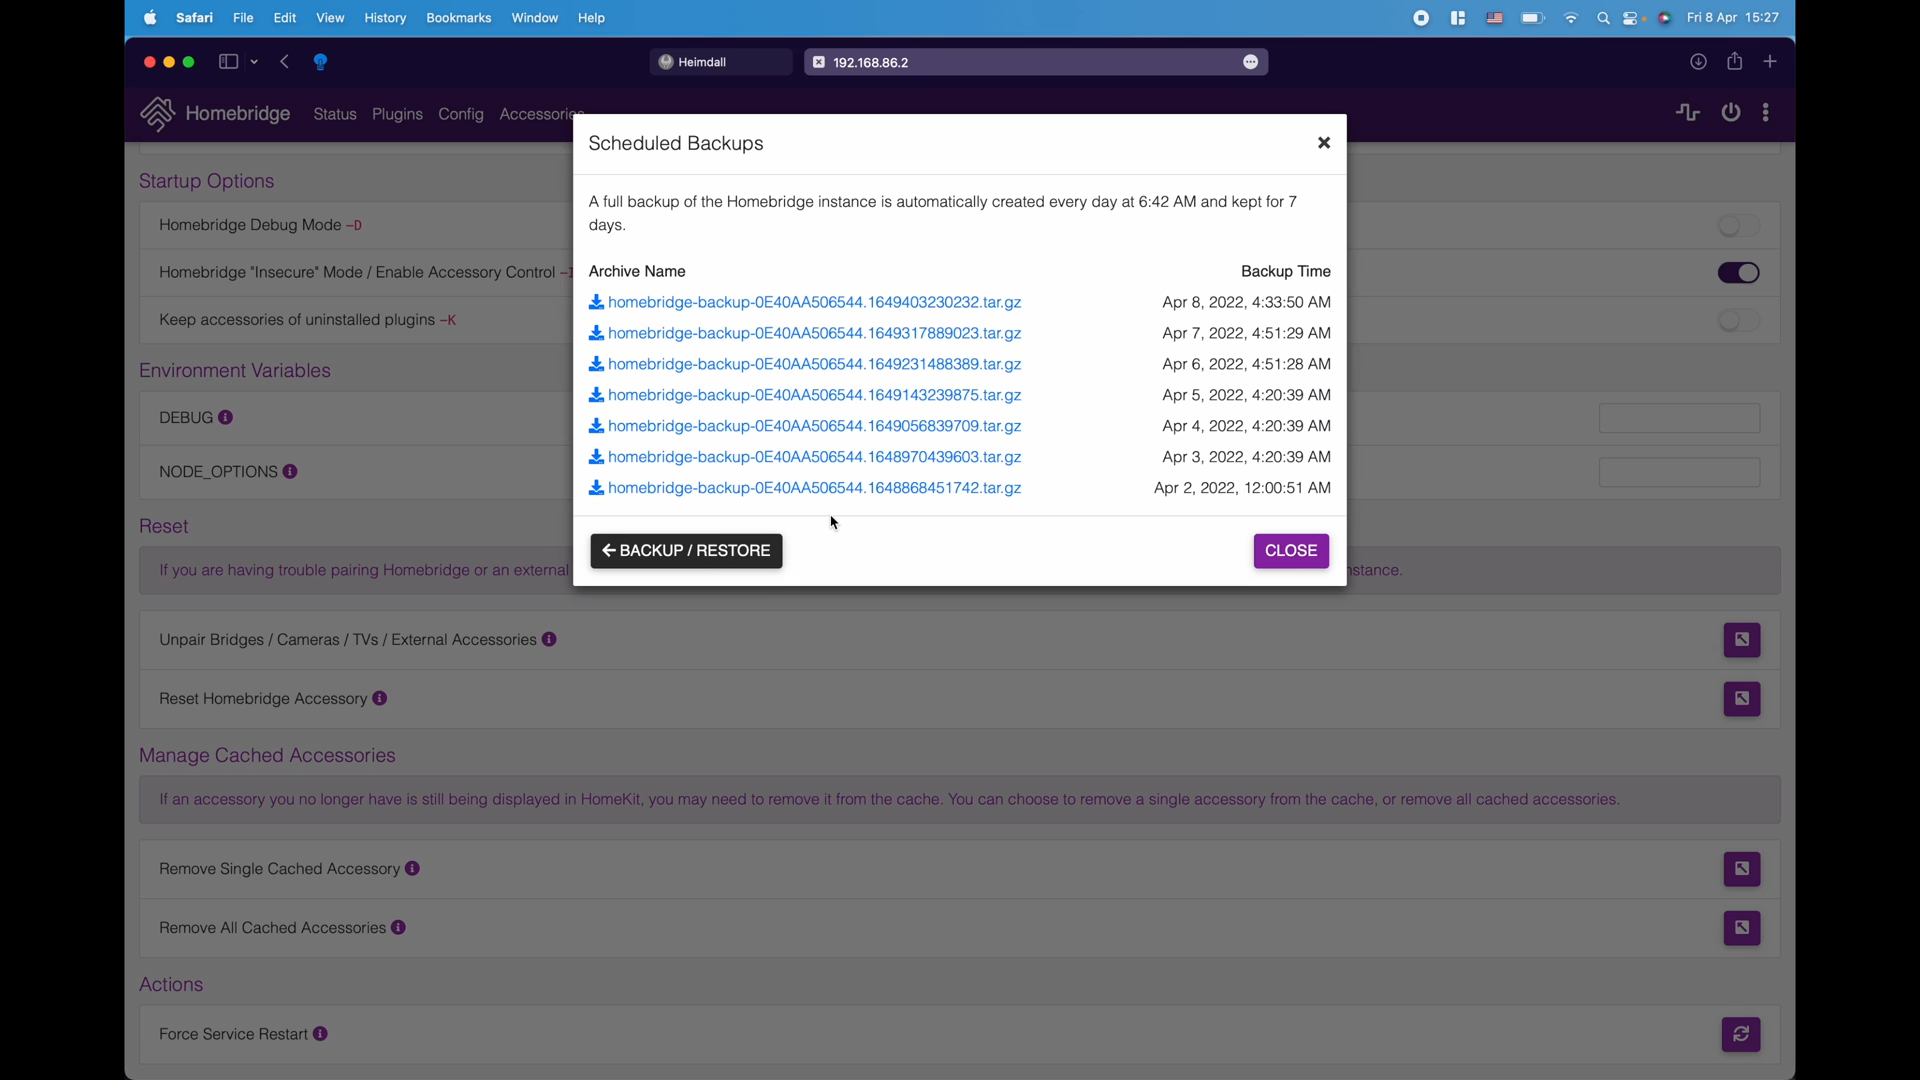 Safari File Edit View History Bookmarks Window Help Fri 8 Apr 15:27
Heimdall 192.168.86.2
Homebridge Status Plugins Config Accessories
Scheduled Backups
A full backup of the Homebridge instance is automatically created every day at 6:42 AM and kept for 7
days.
Archive Name Backup Time
homebridge-backup-0E40AA506544.1649403230232.tar.gz Apr 8, 2022, 4:33:50 AM
homebridge-backup-0E40AA506544.1649317889023.tar.gz Apr 7, 2022, 4:51:29 AM
homebridge-backup-0E40AA506544.1649231488389.tar.gz Apr 6, 2022, 4:51:28 AM
homebridge-backup-0E40AA506544.1649143239875.tar.gz Apr 5, 2022, 4:20:39 AM
homebridge-backup-0E40AA506544.1649056839709.tar.gz Apr 4, 2022, 4:20:39 AM
homebridge-backup-0E40AA506544.1648970439603.tar.gz Apr 3, 2022, 4:20:39 AM
homebridge-backup-0E40AA506544.1648868451742.tar.gz Apr 2, 2022, 12:00:51 AM
BACKUP / RESTORE CLOSE
Startup Options
Homebridge Debug Mode -D
Homebridge "Insecure" Mode / Enable Accessory Control
Keep accessories of uninstalled plugins -K
Environment Variables
DEBUG
NODE_OPTIONS
Reset
If you are having trouble pairing Homebridge or an external stance.
Unpair Bridges / Cameras / TVs / External Accessories
Reset Homebridge Accessory
Manage Cached Accessories
If an accessory you no longer have is still being displayed in HomeKit, you may need to remove it from the cache. You can choose to remove a single accessory from the cache, or remove all cached accessories.
Remove Single Cached Accessory
Remove All Cached Accessories
Actions
Force Service Restart